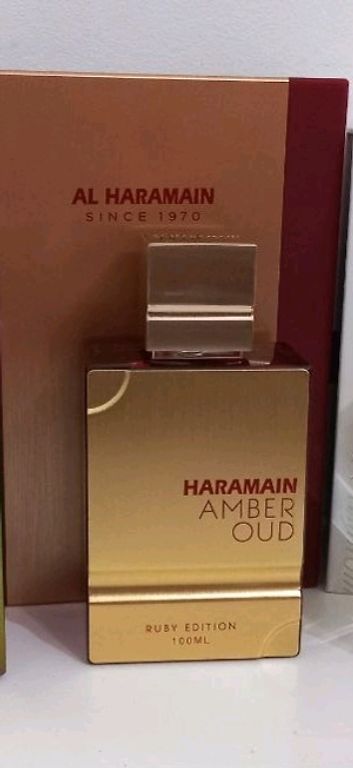 AL HARAMAIN
SINCE 1970
HARAMAIN
AMBER
OUD
RUBY EDITION
100ML